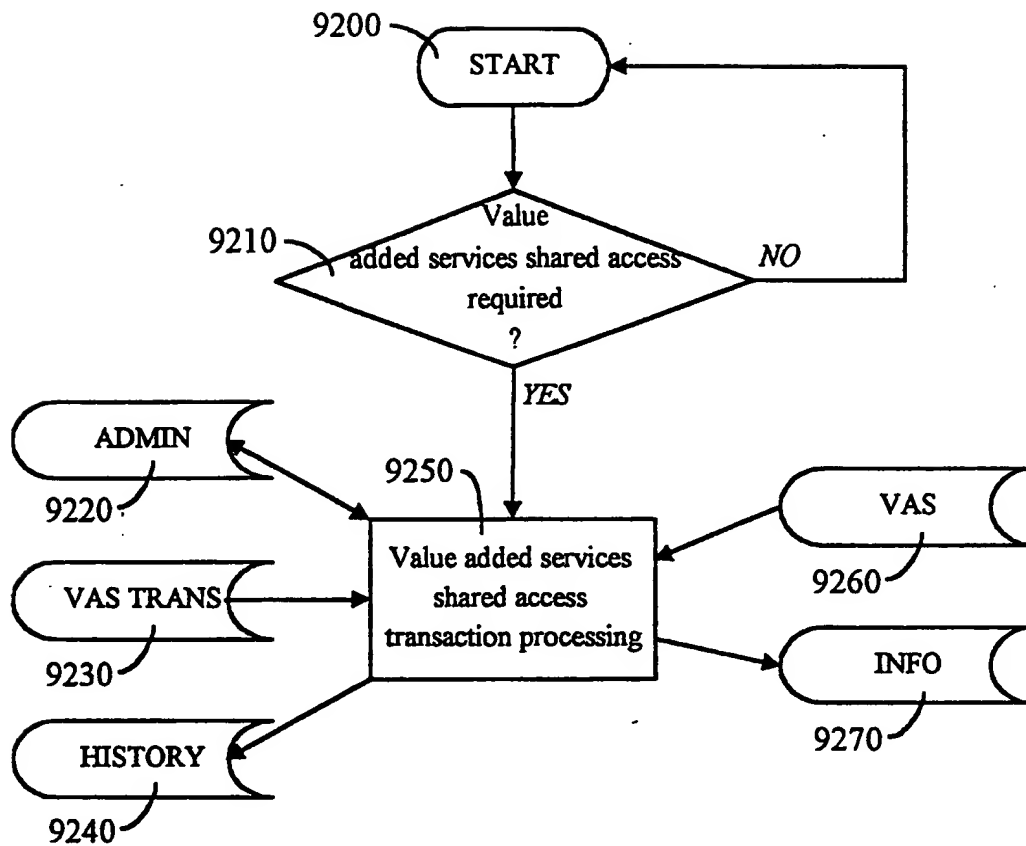 9200
START
9210
Value
added services shared access
required
?
NO
YES
ADMIN
9220
9250
VAS
9260
Value added services
shared access
transaction processing
VAS TRANS
9230
INFO
9270
HISTORY
9240